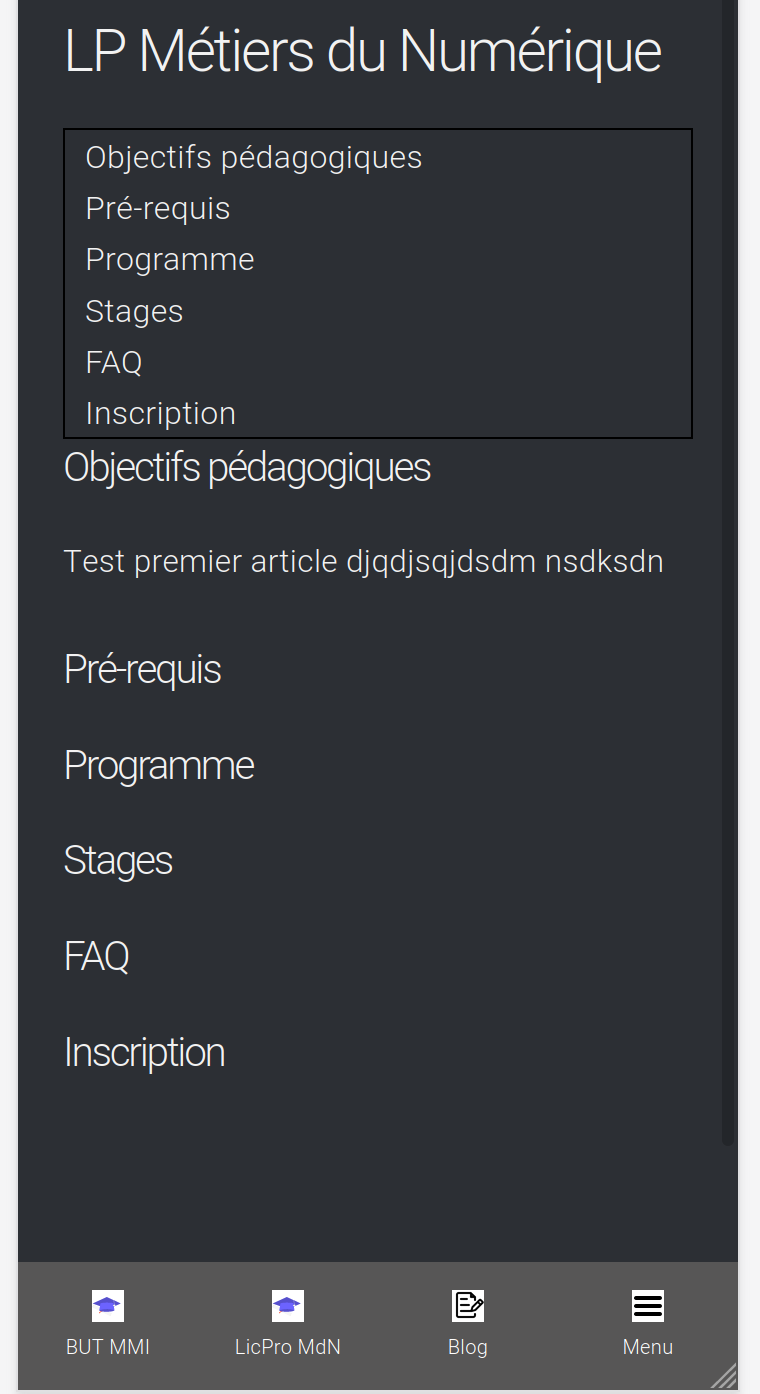 LP Métiers du Numérique
Objectifs pédagogiques
Pré-requis
Programme
Stages
FAQ
Inscription
Objectifs pédagogiques
Test premier article djqdjsqjdsdm nsdksdn
Pré-requis
Programme
Stages
FAQ
Inscription
BUT MMI
LicPro MdN
Blog
Menu